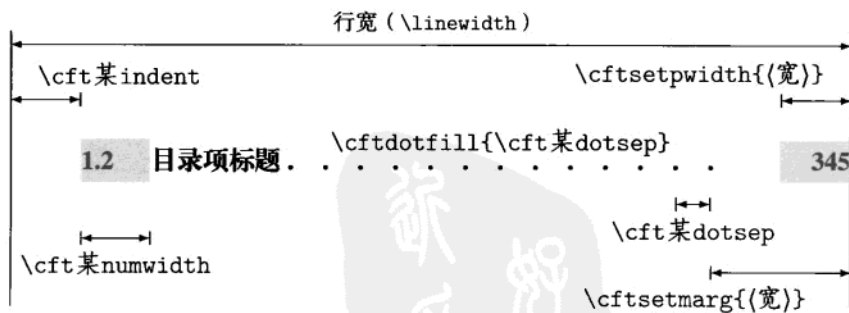 行宽（\linewidth）
\cft某indent
\cftsetpwidth{⟨宽⟩}
\cftdotfill{\cft某dotsep}
1.2 目录项标题. . . . . . . . . . . . . 345
\cft某dotsep
\cft某numwidth
\cftsetmarg{⟨宽⟩}